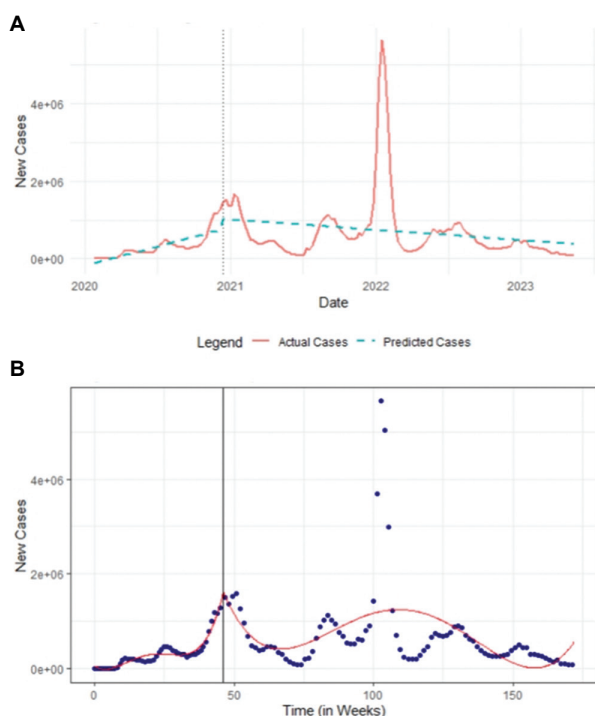 A
New Cases
4e+06
2e+06
0e+00
2020 2021 2022 2023
Date
Legend Actual Cases Predicted Cases
B
New Cases
4e+06
2e+06
0e+00
0 50 100 150
Time (in Weeks)